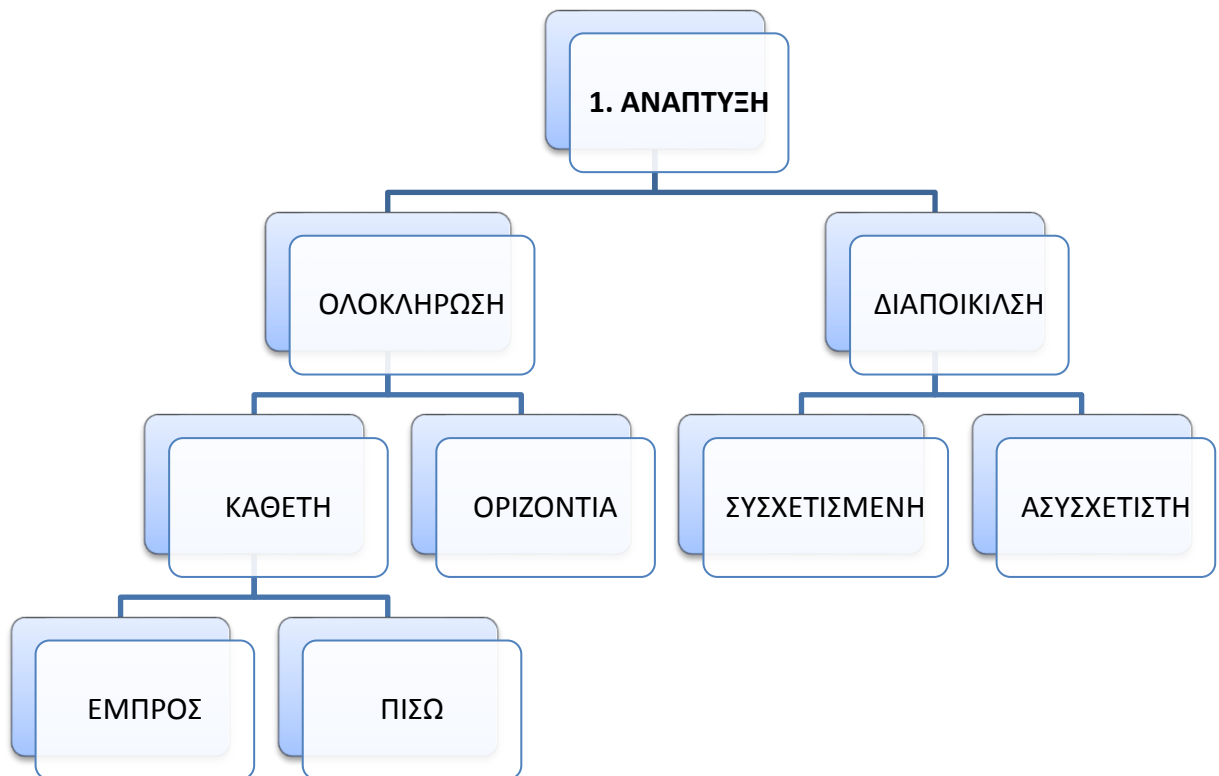 1. ΑΝΑΠΤΥΞΗ
ΟΛΟΚΛΗΡΩΣΗ
ΔΙΑΠΟΙΚΙΛΣΗ
ΚΑΘΕΤΗ
ΟΡΙΖΟΝΤΙΑ
ΣΥΣΧΕΤΙΣΜΕΝΗ
ΑΣΥΣΧΕΤΙΣΤΗ
ΕΜΠΡΟΣ
ΠΙΣΩ